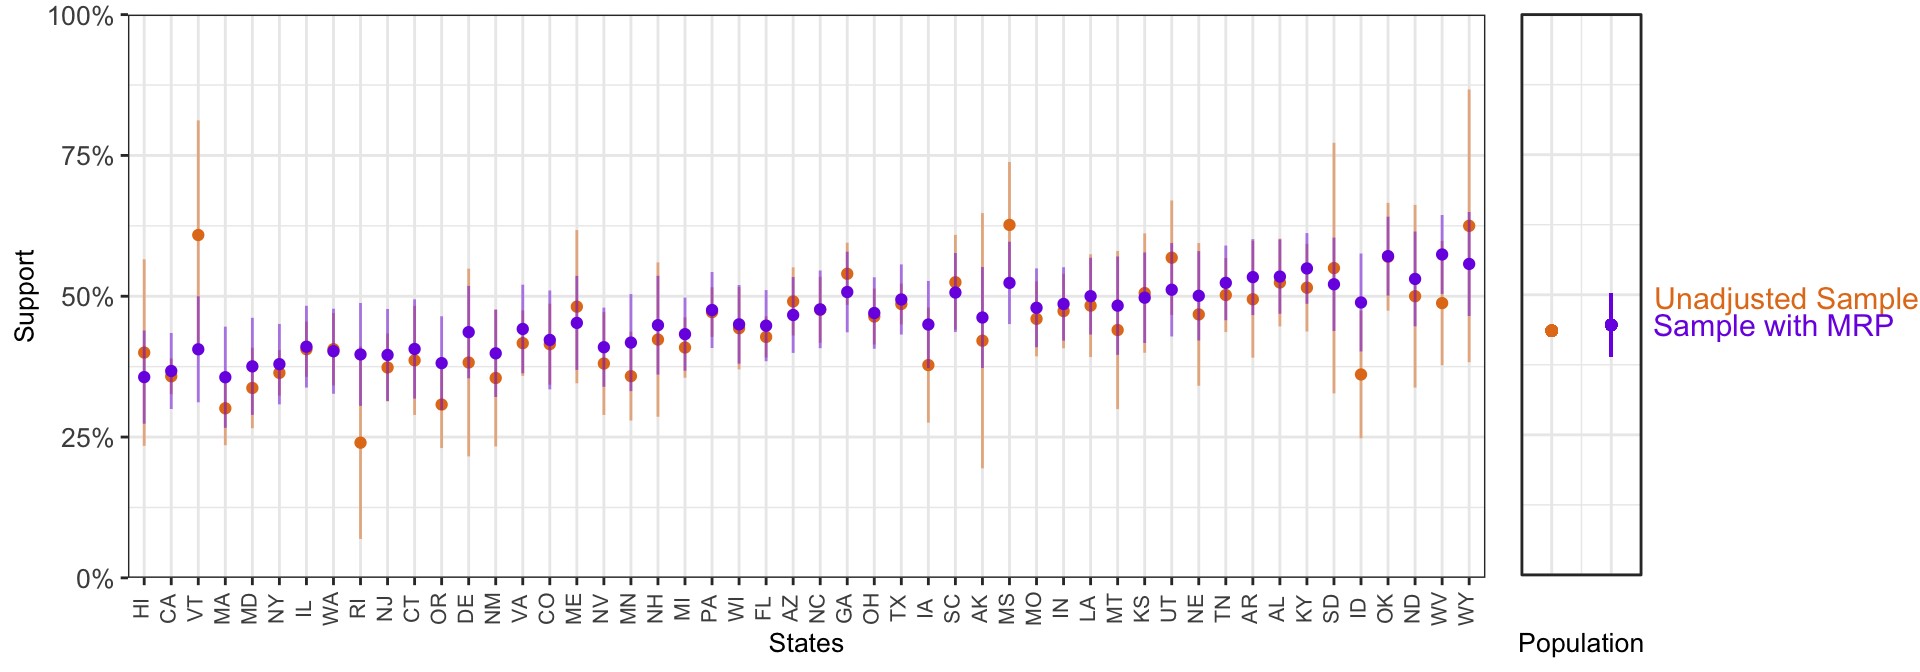 100%
75%
50%
25%
0%
Support
HI CA VT MA MD NY IL WA RI NJ CT OR DE NM VA CO ME NV MN NH MI PA WI FL AZ NC GA OH TX IA SC AK MS MO IN LA MT KS UT NE TN AR AL KY SD ID OK ND WV WY
States
Population
Unadjusted Sample
Sample with MRP